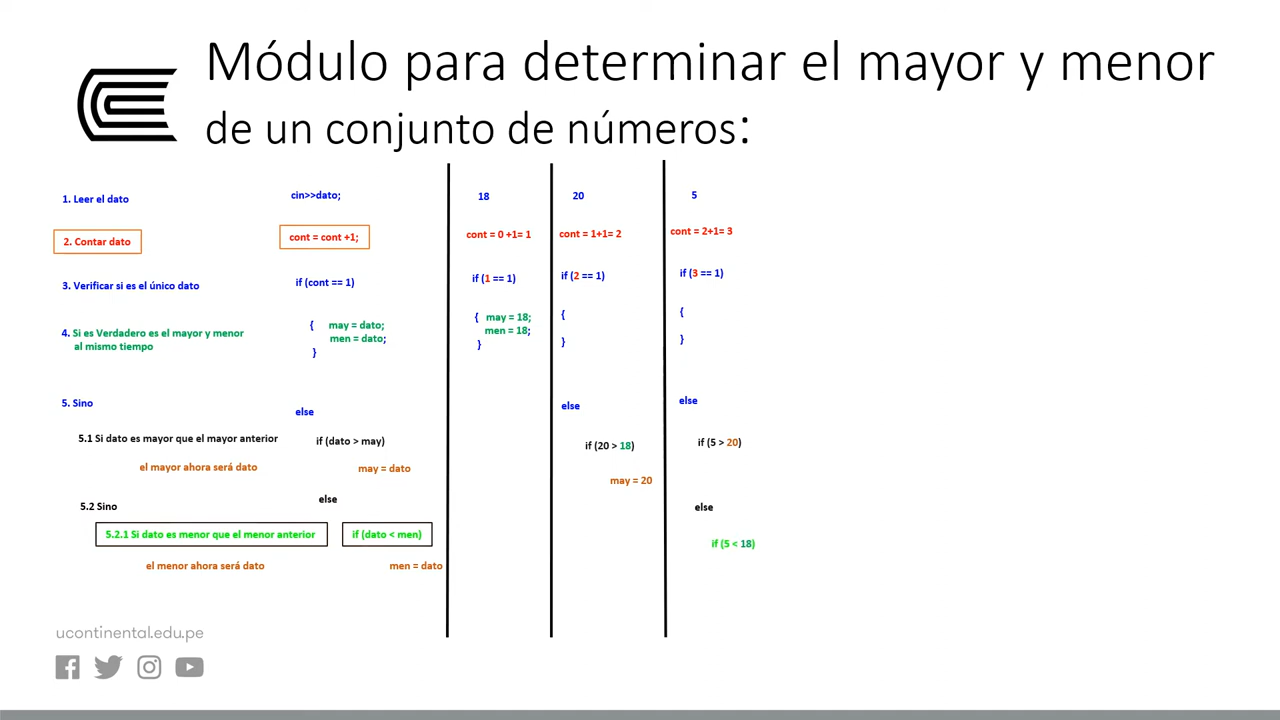 Módulo para determinar el mayor y menor
de un conjunto de números:
1. Leer el dato
cin>>dato;
18
20
5
2. Contar dato
cont = cont +1;
cont = 0 +1= 1
cont = 1+1= 2
cont = 2+1= 3
3. Verificar si es el único dato
if (cont == 1)
if (1 == 1)
if (2 == 1)
if (3 == 1)
4. Si es Verdadero es el mayor y menor
al mismo tiempo
{ may = dato;
men = dato;
}
{ may = 18;
men = 18;
}
{
}
{
}
5. Sino
else
else
else
5.1 Si dato es mayor que el mayor anterior
if (dato > may)
if (20 > 18)
if (5 > 20)
el mayor ahora será dato
may = dato
may = 20
5.2 Sino
else
else
5.2.1 Si dato es menor que el menor anterior
if (dato < men)
if (5 < 18)
el menor ahora será dato
men = dato
ucontinental.edu.pe